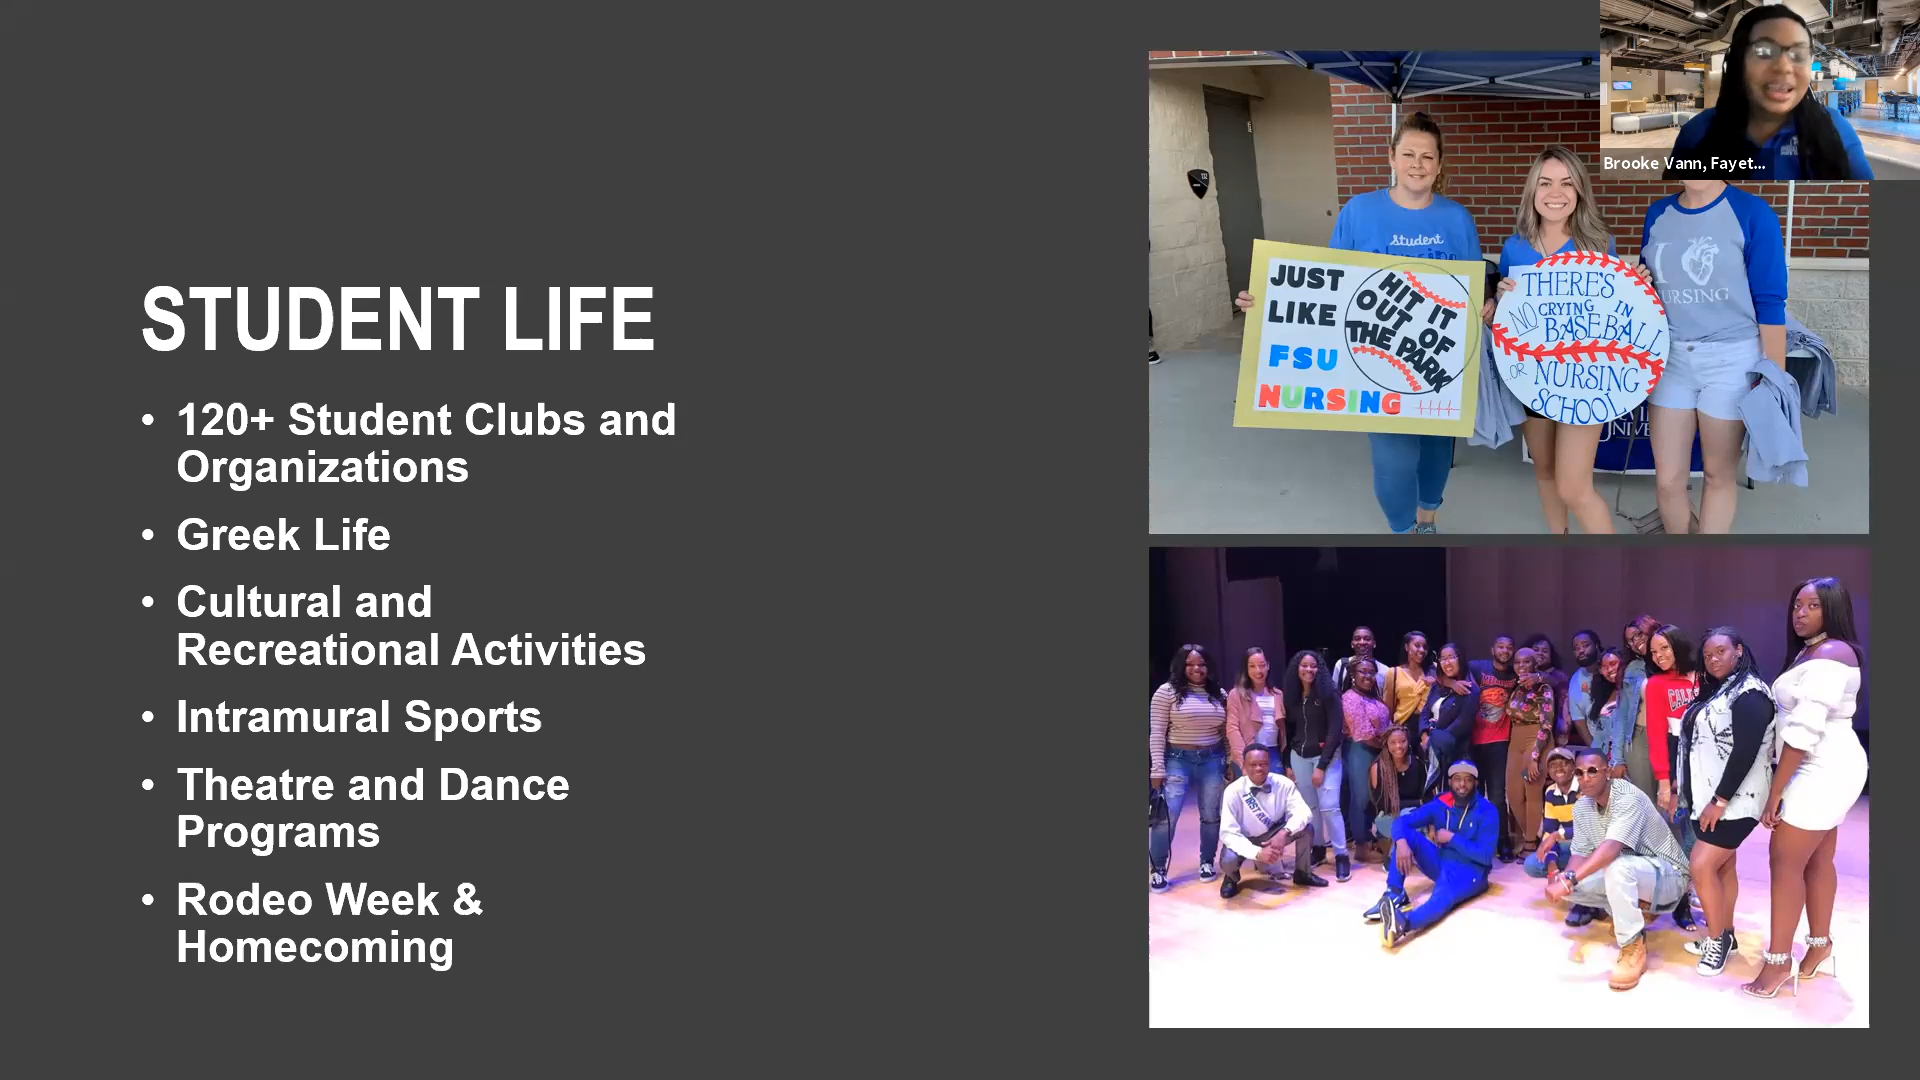 STUDENT LIFE
• 120+ Student Clubs and
Organizations
• Greek Life
• Cultural and
Recreational Activities
• Intramural Sports
• Theatre and Dance
Programs
• Rodeo Week &
Homecoming
Brooke Vann, Fayet...
student
JUST
LIKE
FSU
NURSING
HIT IT
OUT OF
THE PARK
THERE'S
NO CRYING IN
BASEBALL
...OR NURSING
SCHOOL
I
NURSING